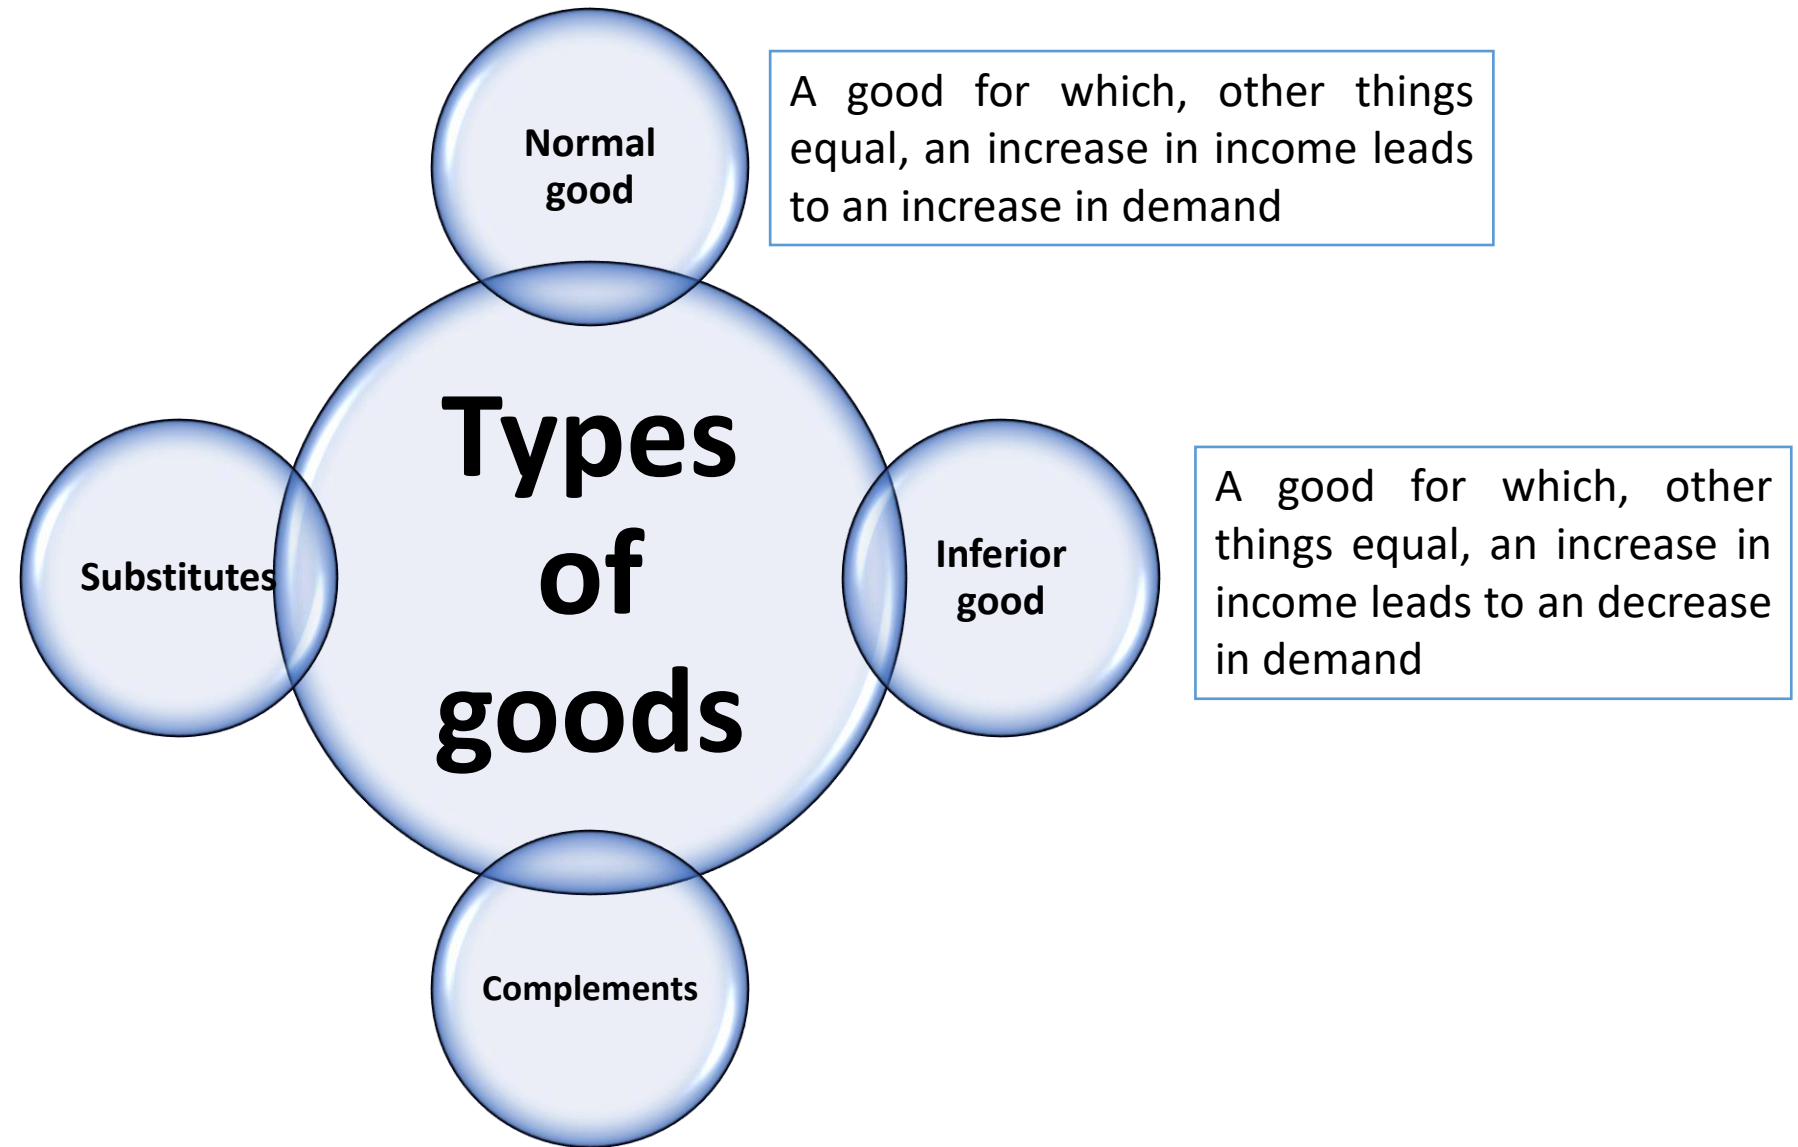 Normal
good
A good for which, other things
equal, an increase in income leads
to an increase in demand
Types
of
goods
Substitutes
Inferior
good
A good for which, other
things equal, an increase in
income leads to an decrease
in demand
Complements